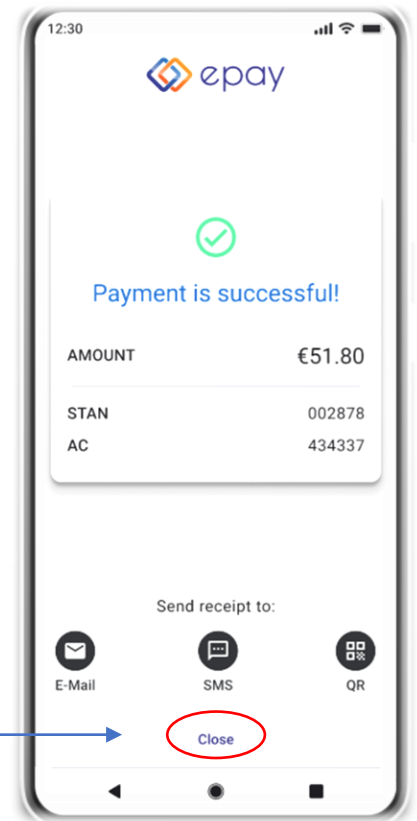 12:30
epay
Payment is successful!
AMOUNT €51.80
STAN 002878
AC 434337
Send receipt to:
E-Mail SMS QR
Close